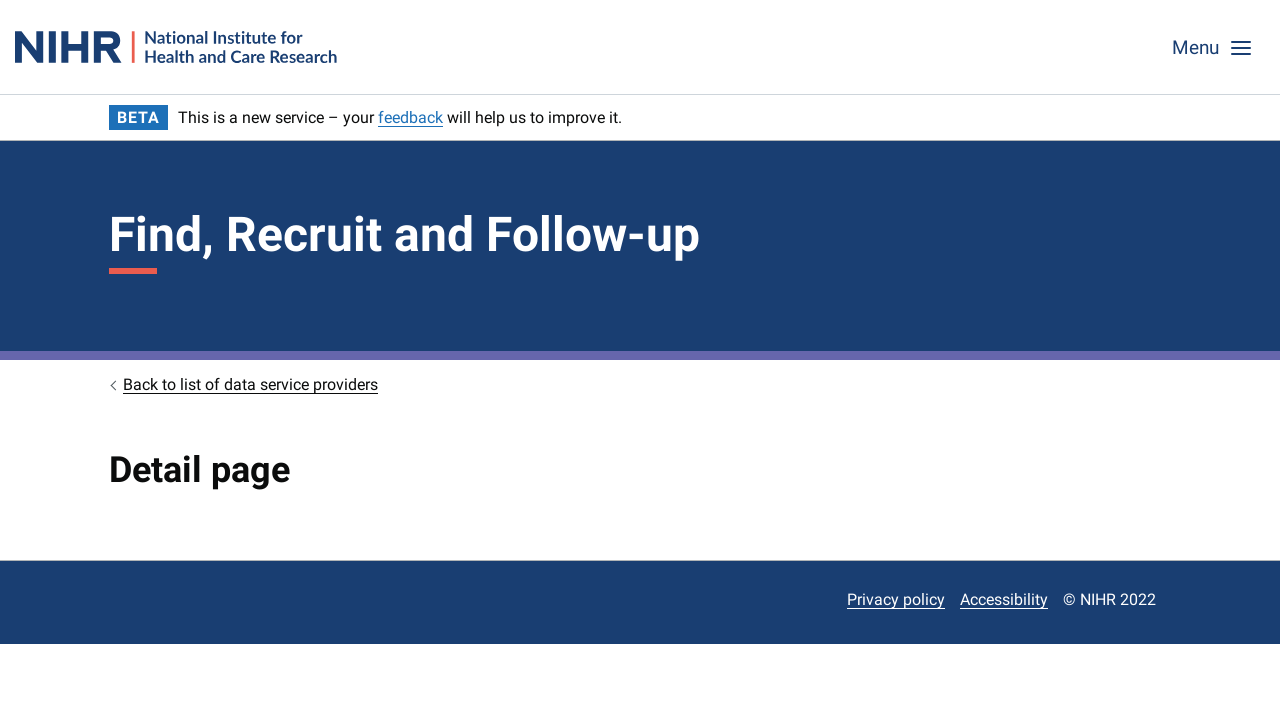 NIHR
National Institute for
Health and Care Research
Menu
BETA This is a new service – your feedback will help us to improve it.
Find, Recruit and Follow-up
Back to list of data service providers
Detail page
Privacy policy Accessibility © NIHR 2022